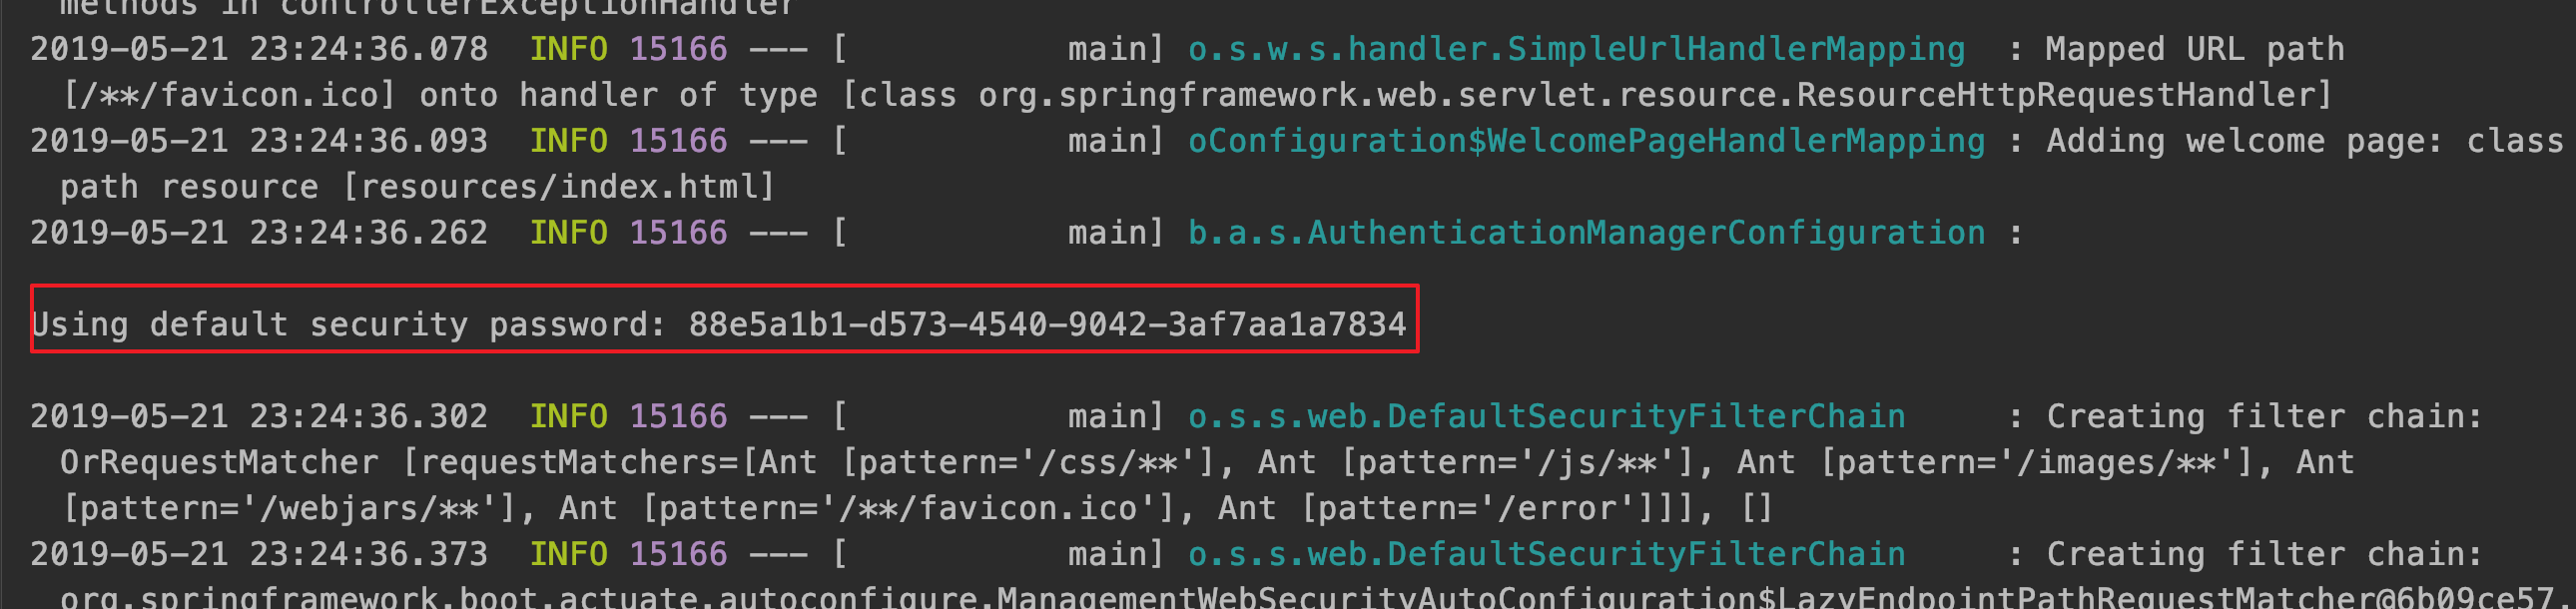 methods in controllerExceptionHandler
2019-05-21 23:24:36.078  INFO 15166 --- [           main] o.s.w.s.handler.SimpleUrlHandlerMapping  : Mapped URL path
[/**/favicon.ico] onto handler of type [class org.springframework.web.servlet.resource.ResourceHttpRequestHandler]
2019-05-21 23:24:36.093  INFO 15166 --- [           main] oConfiguration$WelcomePageHandlerMapping : Adding welcome page: class
path resource [resources/index.html]
2019-05-21 23:24:36.262  INFO 15166 --- [           main] b.a.s.AuthenticationManagerConfiguration :
Using default security password: 88e5a1b1-d573-4540-9042-3af7aa1a7834
2019-05-21 23:24:36.302  INFO 15166 --- [           main] o.s.s.web.DefaultSecurityFilterChain     : Creating filter chain:
OrRequestMatcher [requestMatchers=[Ant [pattern='/css/**'], Ant [pattern='/js/**'], Ant [pattern='/images/**'], Ant
[pattern='/webjars/**'], Ant [pattern='/**/favicon.ico'], Ant [pattern='/error']]], []
2019-05-21 23:24:36.373  INFO 15166 --- [           main] o.s.s.web.DefaultSecurityFilterChain     : Creating filter chain:
org.springframework.boot.actuate.autoconfigure.ManagementWebSecurityAutoConfiguration$LazyEndpointPathRequestMatcher@6b09ce57,